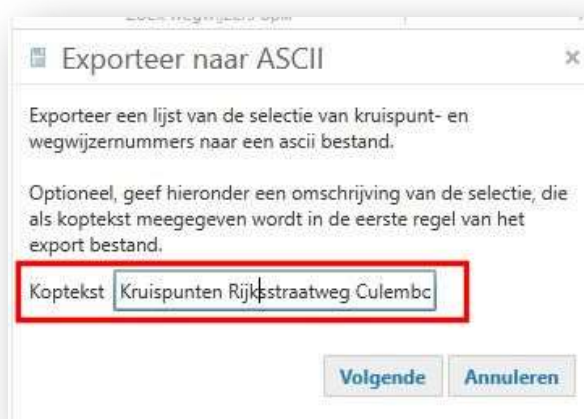 Exporteer naar ASCII
Exporteer een lijst van de selectie van kruispunt- en
wegwijzernummers naar een ascii bestand.
Optioneel, geef hieronder een omschrijving van de selectie, die
als koptekst meegegeven wordt in de eerste regel van het
export bestand.
Koptekst Kruispunten Rijksstraatweg Culembc
Volgende Annuleren